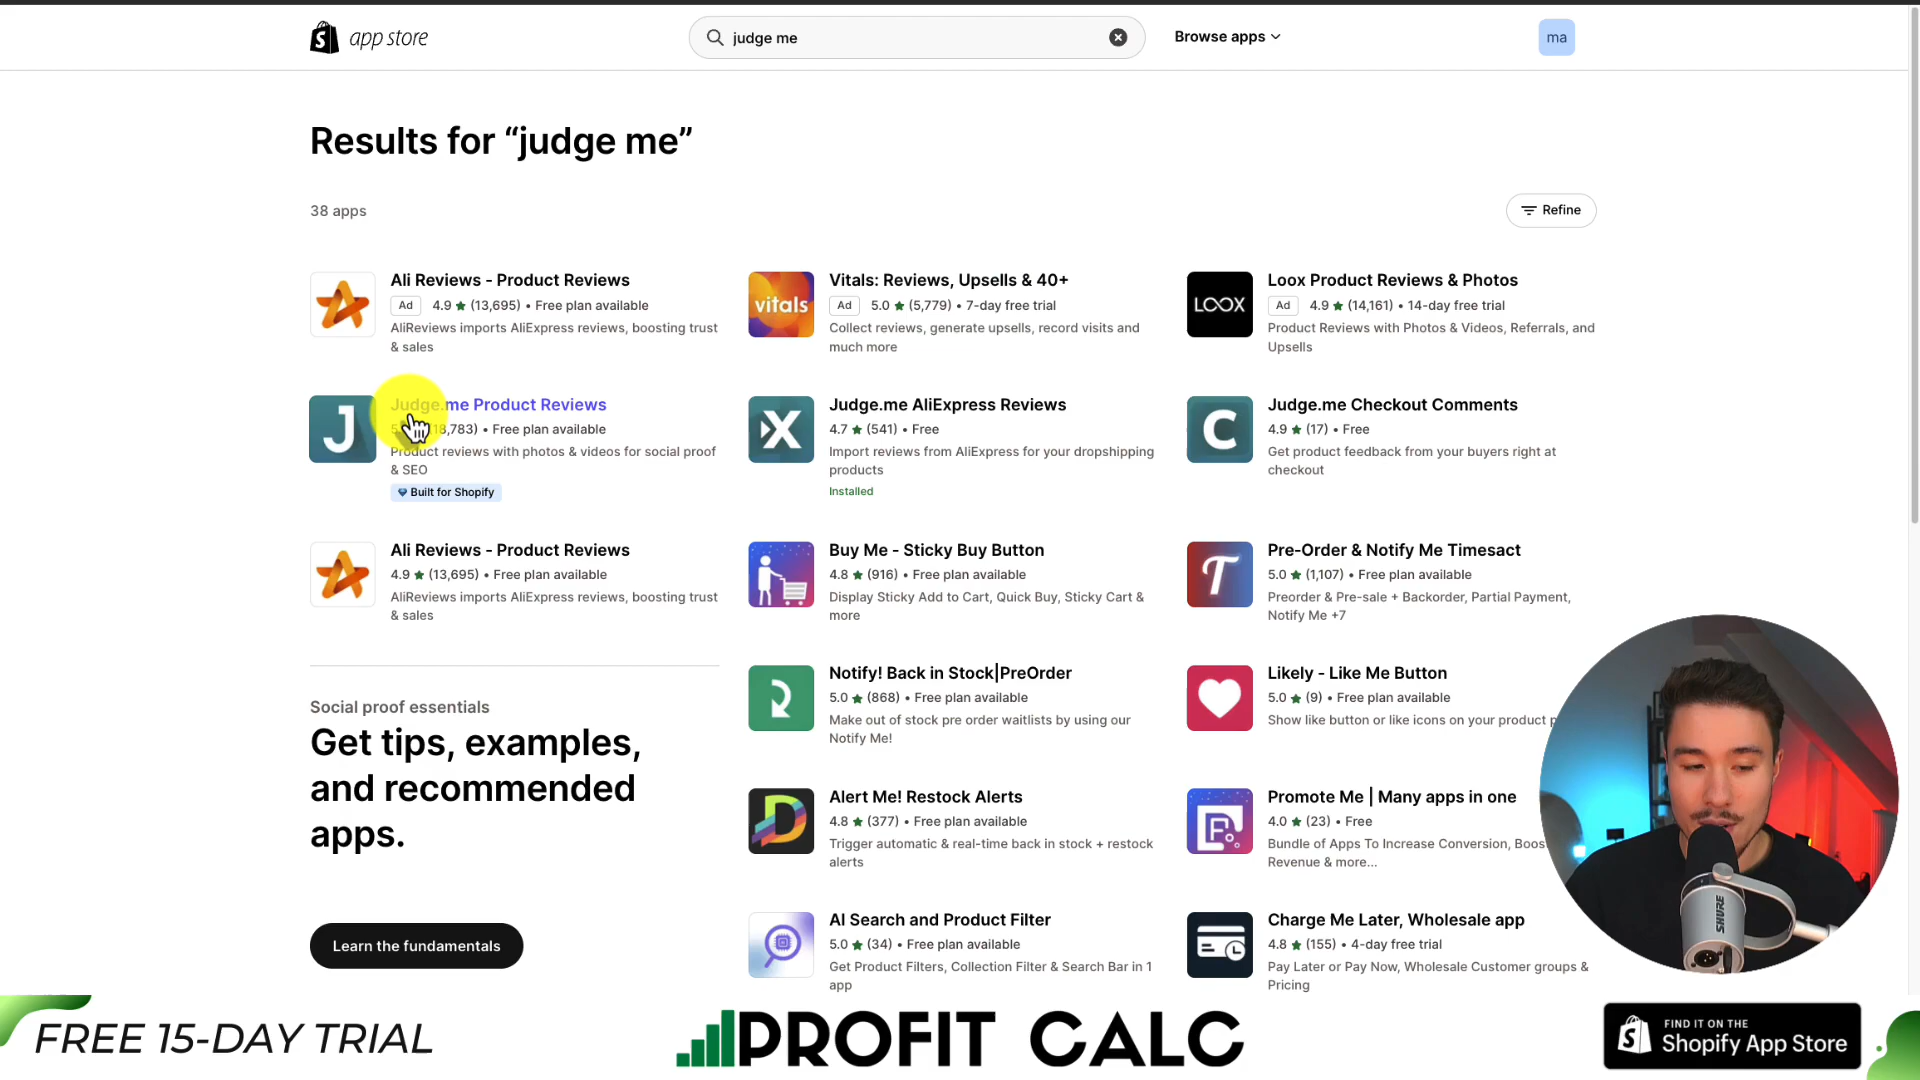 app store
judge me
Browse apps
ma
Results for “judge me”
38 apps
Refine
Ali Reviews - Product Reviews
Ad 4.9 ★ (13,695) • Free plan available
AliReviews imports AliExpress reviews, boosting trust
& sales
vitals
Vitals: Reviews, Upsells & 40+
Ad 5.0 ★ (5,779) • 7-day free trial
Collect reviews, generate upsells, record visits and
much more
LOOX
Loox Product Reviews & Photos
Ad 4.9 ★ (14,161) • 14-day free trial
Product Reviews with Photos & Videos, Referrals, and
Upsells
J
Judge.me Product Reviews
8,783) • Free plan available
Product reviews with photos & videos for social proof
& SEO
Built for Shopify
X
Judge.me AliExpress Reviews
4.7 ★ (541) • Free
Import reviews from AliExpress for your dropshipping
products
Installed
C
Judge.me Checkout Comments
4.9 ★ (17) • Free
Get product feedback from your buyers right at
checkout
Ali Reviews - Product Reviews
4.9 ★ (13,695) • Free plan available
AliReviews imports AliExpress reviews, boosting trust
& sales
Buy Me - Sticky Buy Button
4.8 ★ (916) • Free plan available
Display Sticky Add to Cart, Quick Buy, Sticky Cart &
more
T
Pre-Order & Notify Me Timesact
5.0 ★ (1,107) • Free plan available
Preorder & Pre-sale + Backorder, Partial Payment,
Notify Me +7
Social proof essentials
Get tips, examples,
and recommended
apps.
Learn the fundamentals
Notify! Back in Stock|PreOrder
5.0 ★ (868) • Free plan available
Make out of stock pre order waitlists by using our
Notify Me!
Likely - Like Me Button
5.0 ★ (9) • Free plan available
Show like button or like icons on your product
Alert Me! Restock Alerts
4.8 ★ (377) • Free plan available
Trigger automatic & real-time back in stock + restock
alerts
Promote Me | Many apps in one
4.0 ★ (23) • Free
Bundle of Apps To Increase Conversion,
Revenue & more...
AI Search and Product Filter
5.0 ★ (34) • Free plan available
Get Product Filters, Collection Filter & Search Bar in 1
app
Charge Me Later, Wholesale app
4.8 ★ (155) • 4-day free trial
Pay Later or Pay Now, Wholesale Customer groups &
Pricing
SHURE
FREE 15-DAY TRIAL
PROFIT CALC
FIND IT ON THE
Shopify App Store